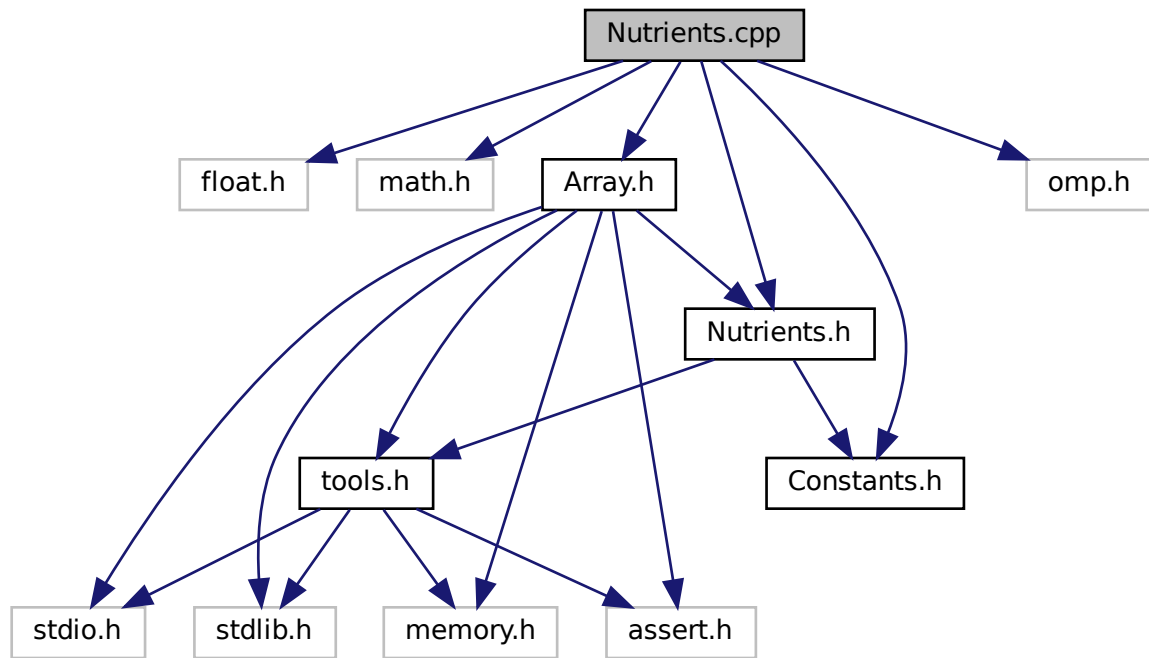 Nutrients.cpp
float.h
math.h
Array.h
omp.h
Nutrients.h
tools.h
Constants.h
stdio.h
stdlib.h
memory.h
assert.h